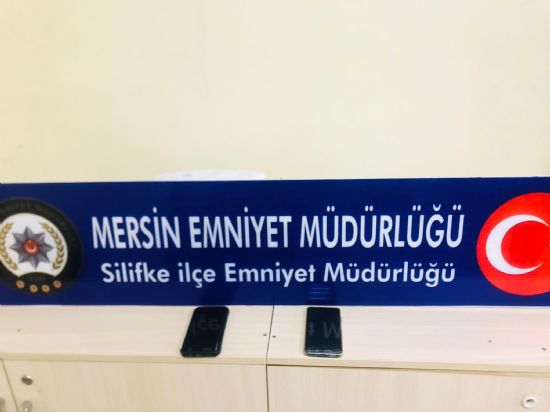 MERSİN EMNİYET MÜDÜRLÜĞÜ
Silifke ilçe Emniyet Müdürlüğü